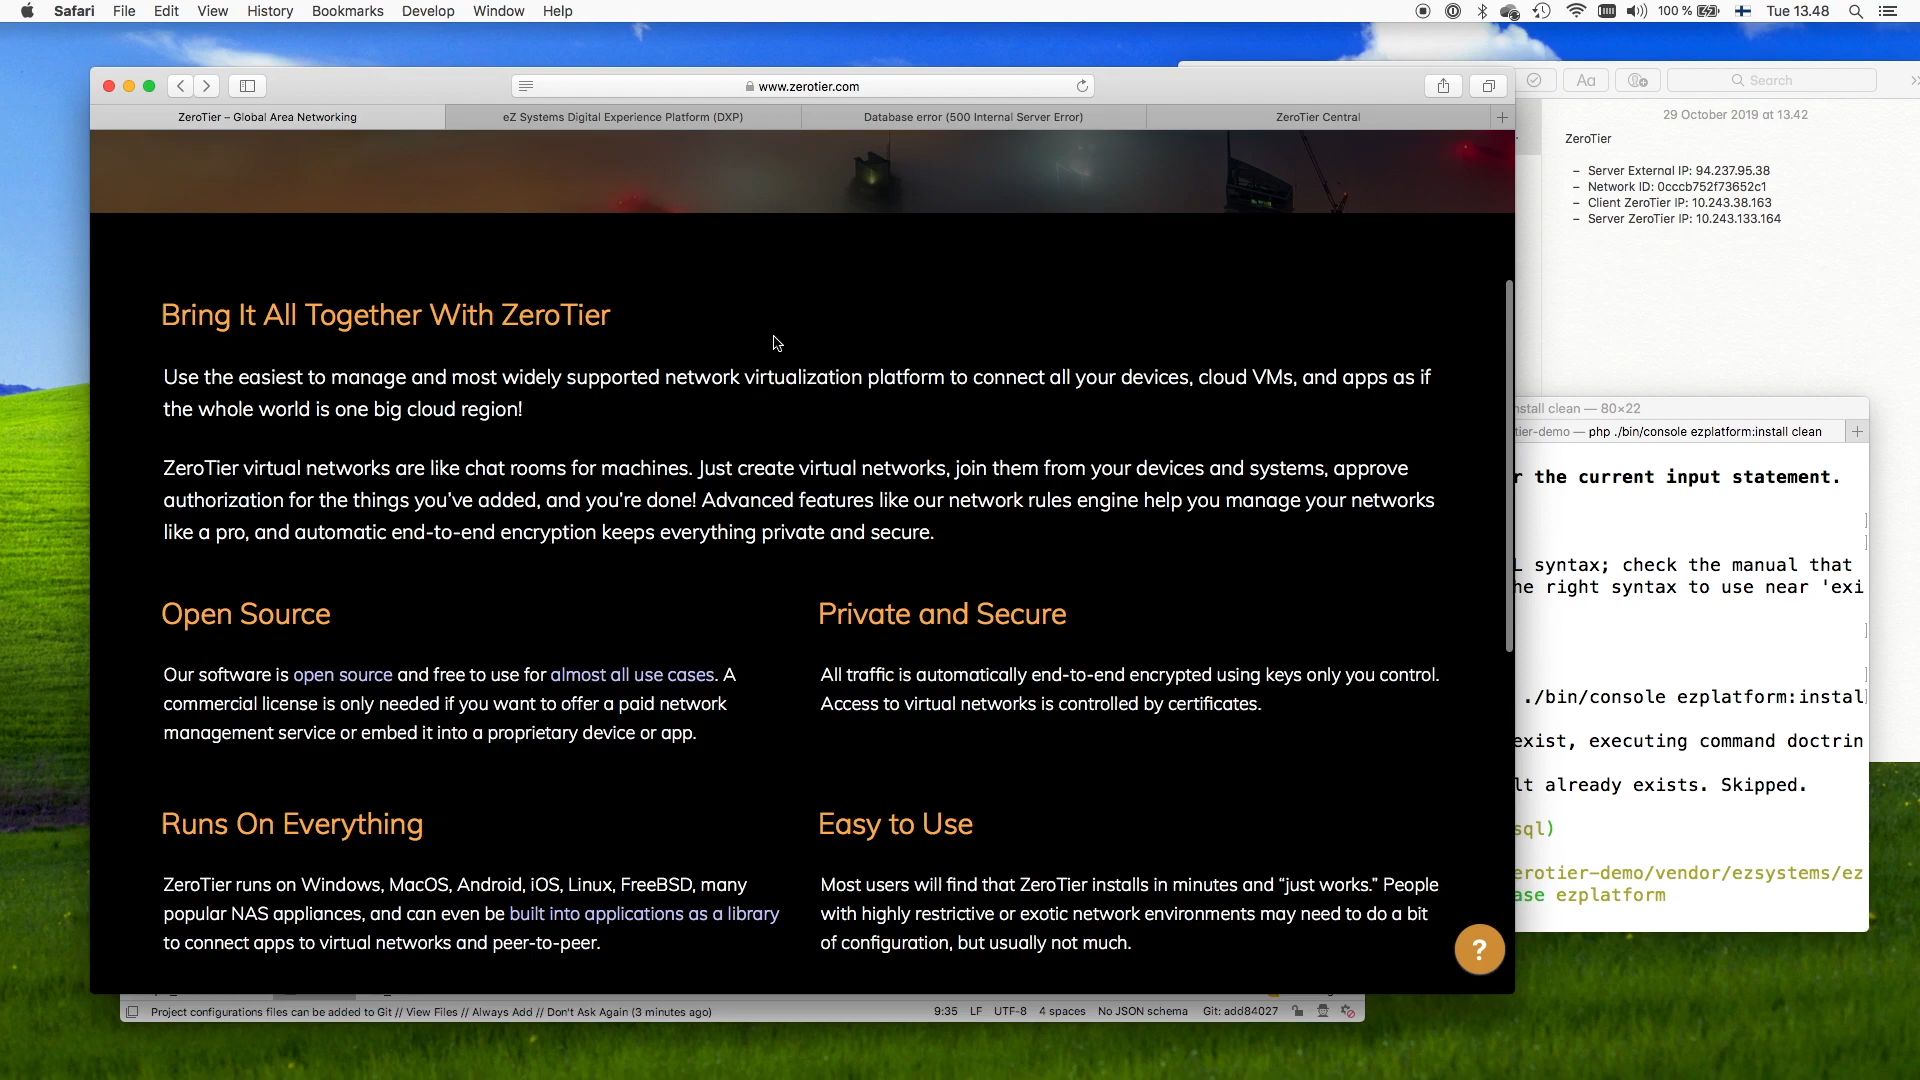 Safari File Edit View History Bookmarks Develop Window Help
100 % Tue 13.48
www.zerotier.com
ZeroTier – Global Area Networking
eZ Systems Digital Experience Platform (DXP)
Database error (500 Internal Server Error)
ZeroTier Central
Bring It All Together With ZeroTier
Use the easiest to manage and most widely supported network virtualization platform to connect all your devices, cloud VMs, and apps as if
the whole world is one big cloud region!
ZeroTier virtual networks are like chat rooms for machines. Just create virtual networks, join them from your devices and systems, approve
authorization for the things you've added, and you're done! Advanced features like our network rules engine help you manage your networks
like a pro, and automatic end-to-end encryption keeps everything private and secure.
Open Source
Our software is open source and free to use for almost all use cases. A
commercial license is only needed if you want to offer a paid network
management service or embed it into a proprietary device or app.
Private and Secure
All traffic is automatically end-to-end encrypted using keys only you control.
Access to virtual networks is controlled by certificates.
Runs On Everything
ZeroTier runs on Windows, MacOS, Android, iOS, Linux, FreeBSD, many
popular NAS appliances, and can even be built into applications as a library
to connect apps to virtual networks and peer-to-peer.
Easy to Use
Most users will find that ZeroTier installs in minutes and “just works.” People
with highly restrictive or exotic network environments may need to do a bit
of configuration, but usually not much.
?
Aa
Search
29 October 2019 at 13.42
ZeroTier
– Server External IP: 94.237.95.38
– Network ID: 0cccb752f73652c1
– Client ZeroTier IP: 10.243.38.163
– Server ZeroTier IP: 10.243.133.164
nstall clean — 80×22
tier-demo — php ./bin/console ezplatform:install clean
r the current input statement.
L syntax; check the manual that
he right syntax to use near 'exi
./bin/console ezplatform:instal
exist, executing command doctrin
lt already exists. Skipped.
sql)
erotier-demo/vendor/ezsystems/ez
ase ezplatform
Project configurations files can be added to Git // View Files // Always Add // Don't Ask Again (3 minutes ago)
9:35 LF UTF-8 4 spaces No JSON schema Git: add84027